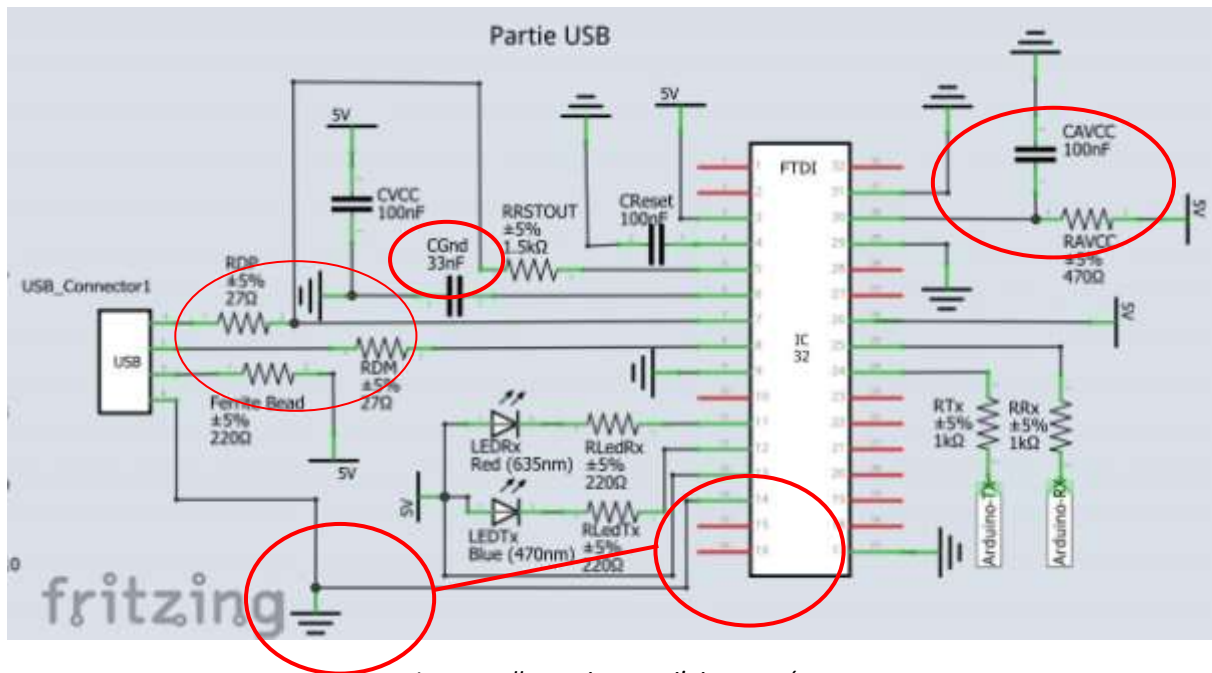 Partie USB
5V
CVCC
100nF
CGnd
33nF
RRSTOUT
±5%
1.5kΩ
CReset
100nF
5V
FTDI
IC
32
CAVCC
100nF
RAVCC
±5%
470Ω
5V
5V
USB_Connector1
USB
RDP
±5%
27Ω
RDM
±5%
27Ω
Ferrite Bead
±5%
220Ω
5V
5V
LEDRx
Red (635nm)
RLedRx
±5%
220Ω
LEDTx
Blue (470nm)
RLedTx
±5%
220Ω
RTx
±5%
1kΩ
RRx
±5%
1kΩ
Arduino-TX
Arduino-RX
fritzing